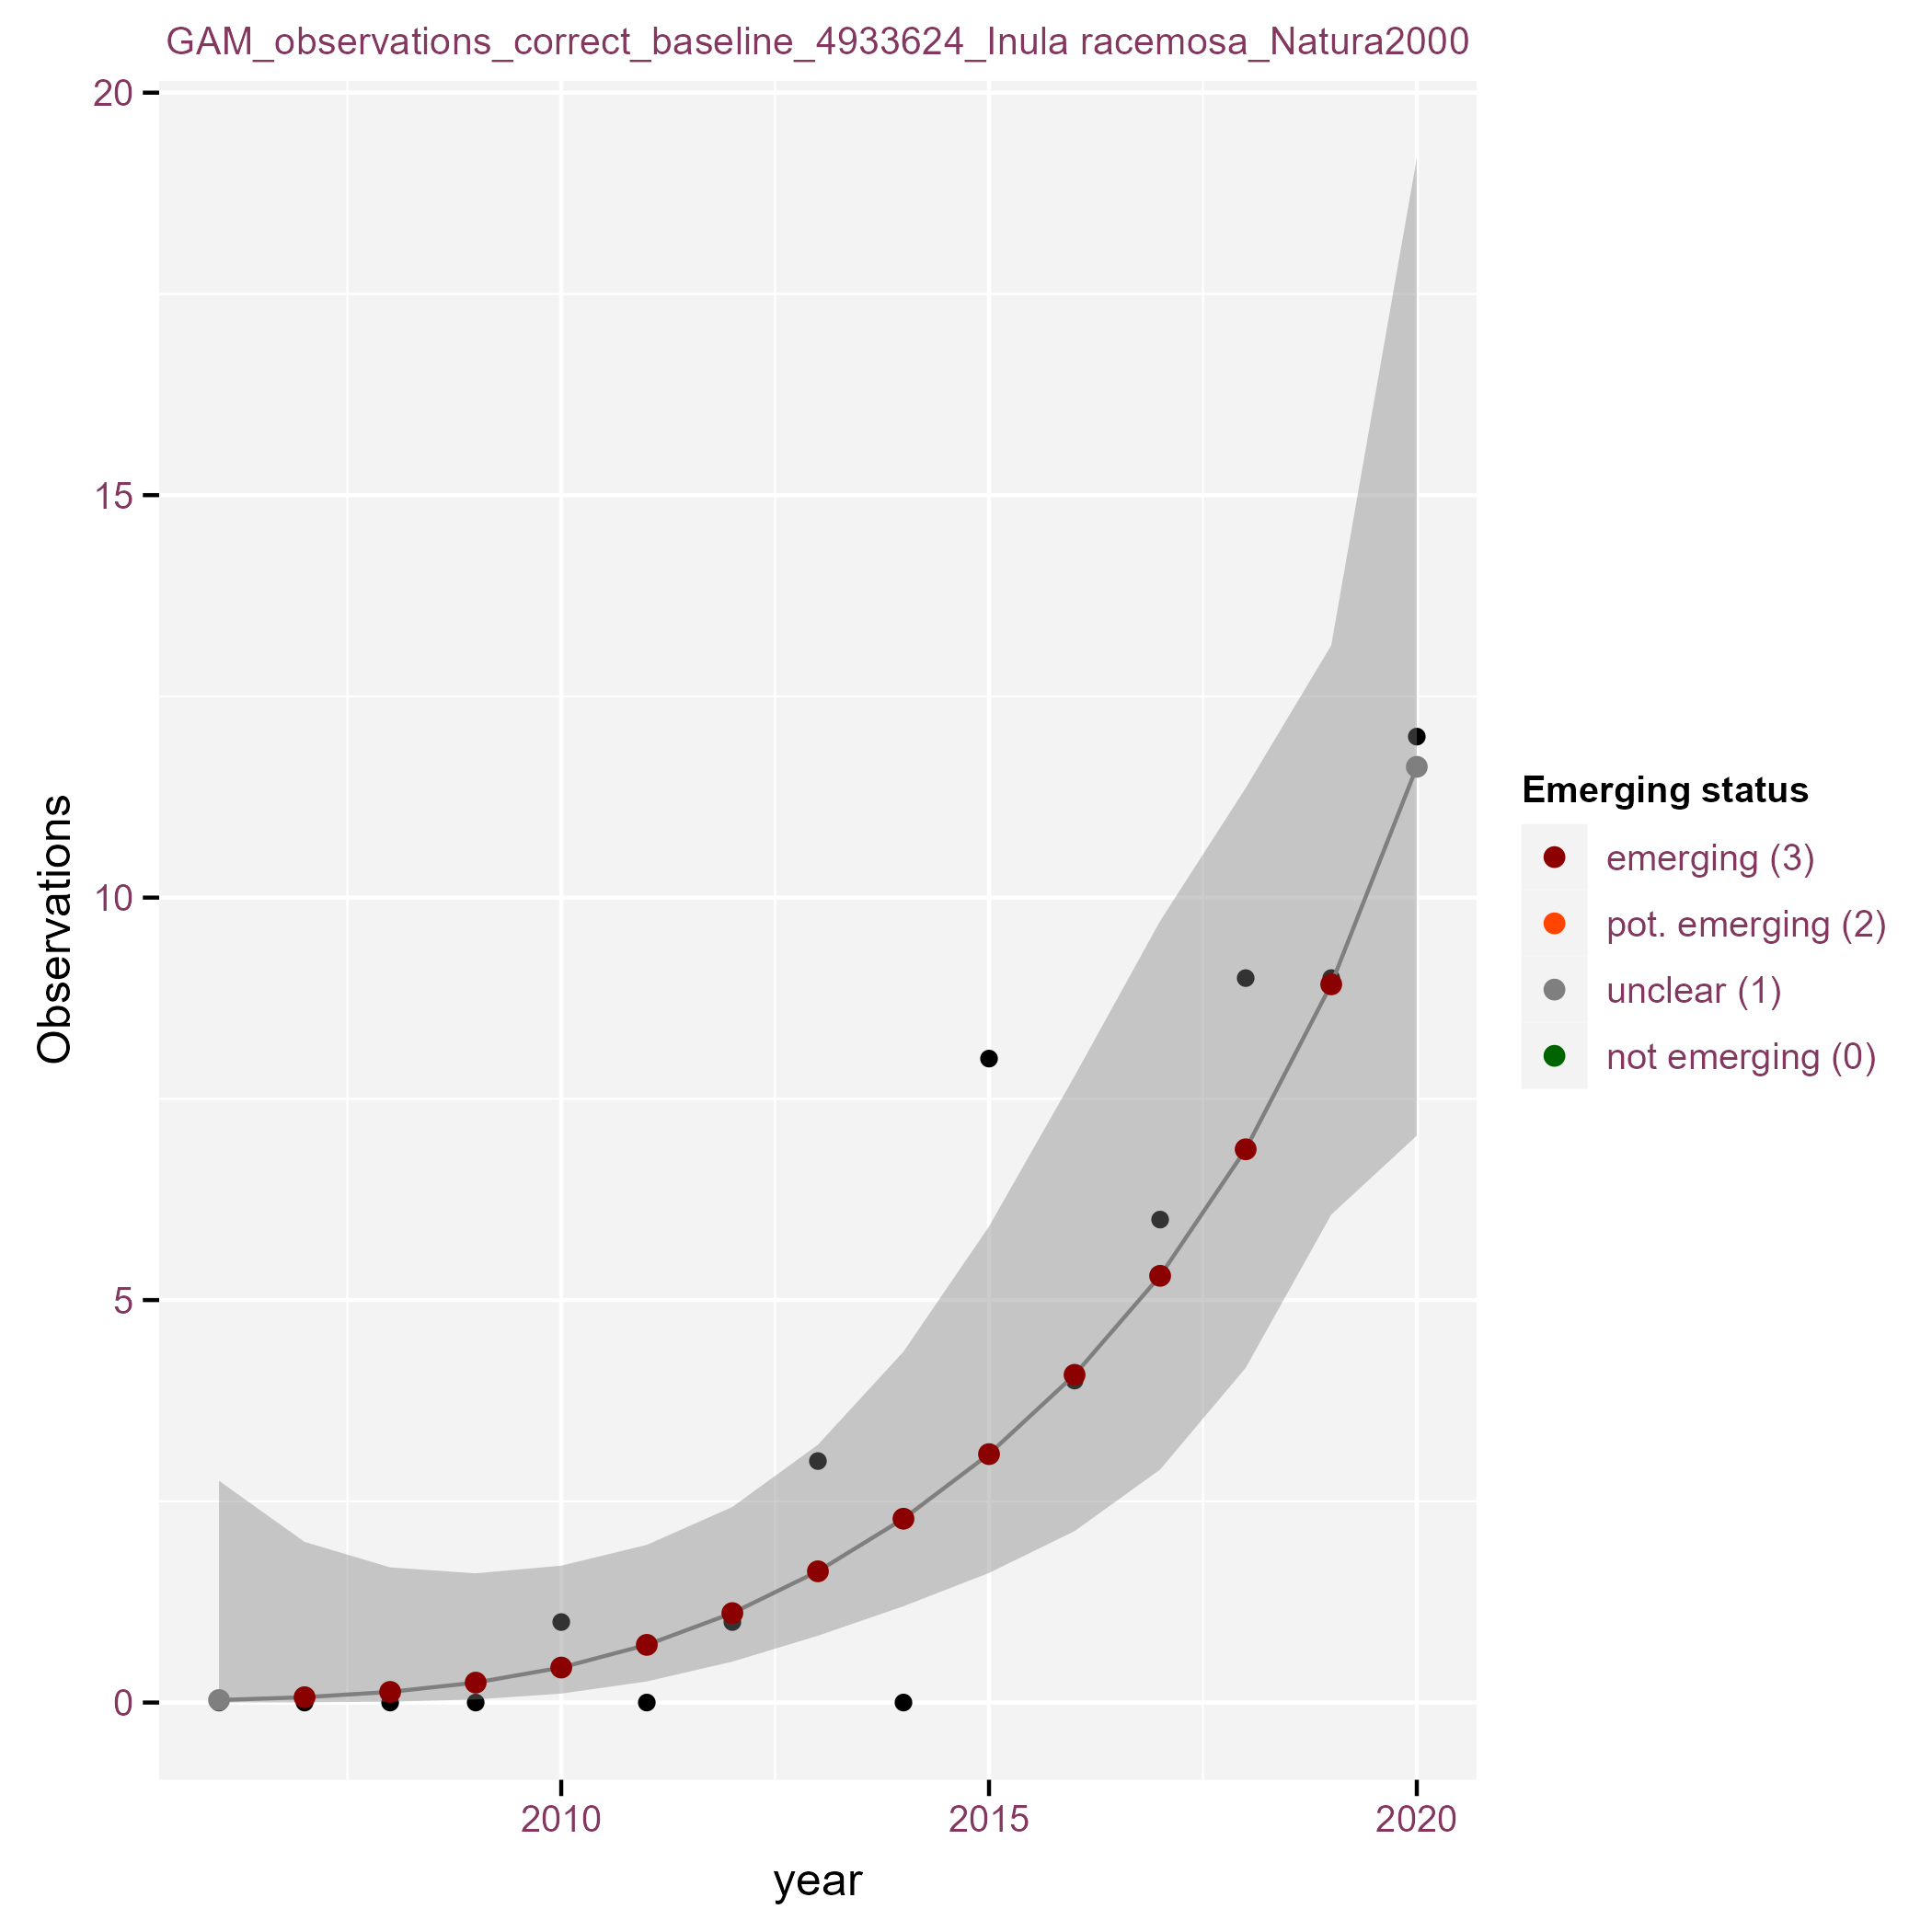 GAM_observations_correct_baseline_4933624_Inula racemosa_Natura2000
20
15
10
5
0
Observations
2010
2015
2020
year
Emerging status
emerging (3)
pot. emerging (2)
unclear (1)
not emerging (0)